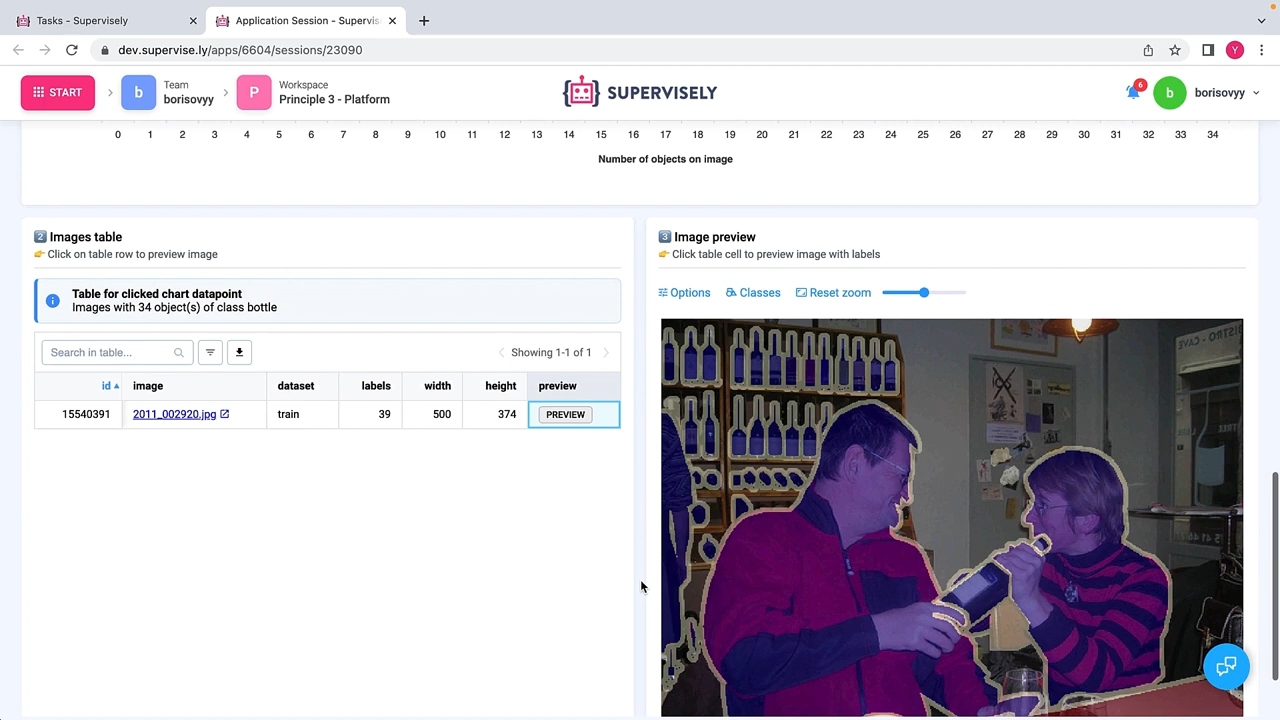 Tasks - Supervisely
Application Session - Supervis
dev.supervise.ly/apps/6604/sessions/23090
Y
START
b
Team
borisovyy
P
Workspace
Principle 3 - Platform
SUPERVISELY
6
b
borisovyy
0 1 2 3 4 5 6 7 8 9 10 11 12 13 14 15 16 17 18 19 20 21 22 23 24 25 26 27 28 29 30 31 32 33 34
Number of objects on image
2 Images table
Click on table row to preview image
Table for clicked chart datapoint
Images with 34 object(s) of class bottle
Search in table...
Showing 1-1 of 1
id image dataset labels width height preview
15540391 2011_002920.jpg train 39 500 374 PREVIEW
3 Image preview
Click table cell to preview image with labels
Options Classes Reset zoom